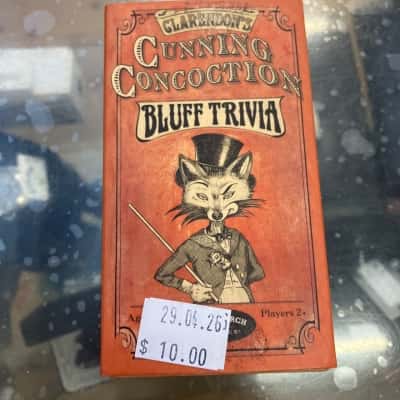 CLARENDON'S
CUNNING
CONCOCTION
BLUFF TRIVIA
Players 2+
29.04.26
$ 10.00